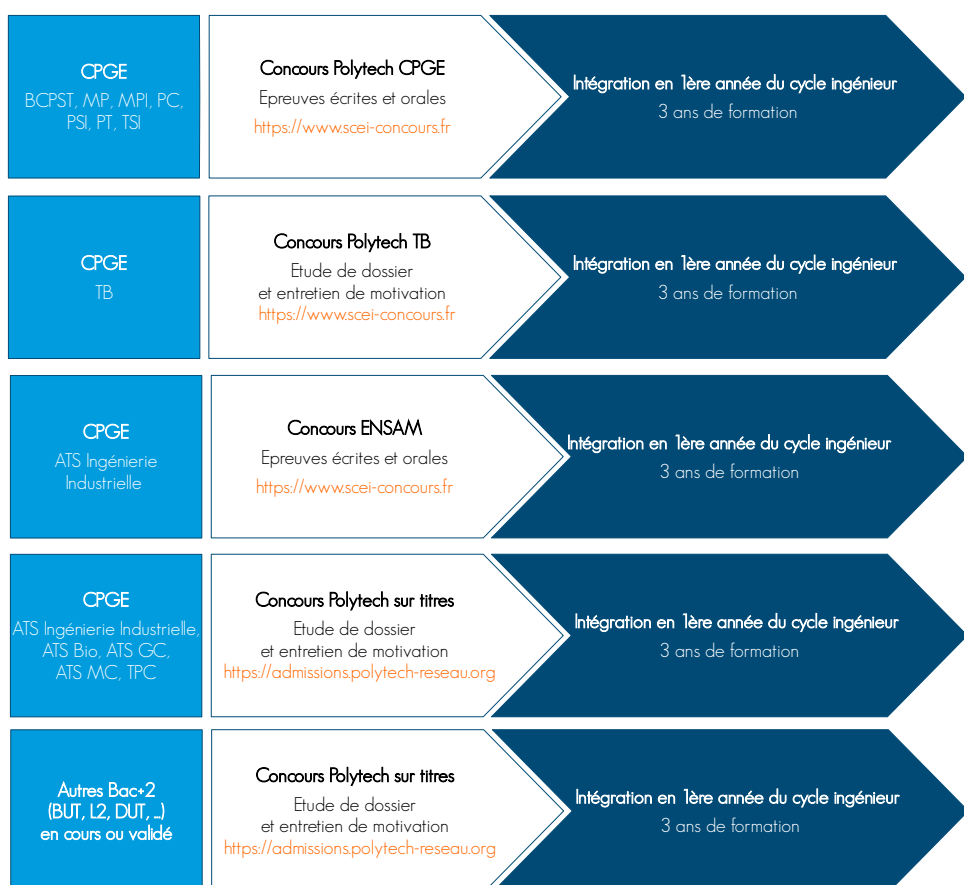 CPGE
BCPST, MP, MPI, PC,
PSI, PT, TSI
Concours Polytech CPGE
Epreuves écrites et orales
https://www.scei-concours.fr
Intégration en 1ère année du cycle ingénieur
3 ans de formation
CPGE
TB
Concours Polytech TB
Etude de dossier
et entretien de motivation
https://www.scei-concours.fr
Intégration en 1ère année du cycle ingénieur
3 ans de formation
CPGE
ATS Ingénierie
Industrielle
Concours ENSAM
Epreuves écrites et orales
https://www.scei-concours.fr
Intégration en 1ère année du cycle ingénieur
3 ans de formation
CPGE
ATS Ingénierie Industrielle,
ATS Bio, ATS GC,
ATS MC, TPC
Concours Polytech sur titres
Etude de dossier
et entretien de motivation
https://admissions.polytech-reseau.org
Intégration en 1ère année du cycle ingénieur
3 ans de formation
Autres Bac+2
(BUT, L2, DUT, ...)
en cours ou validé
Concours Polytech sur titres
Etude de dossier
et entretien de motivation
https://admissions.polytech-reseau.org
Intégration en 1ère année du cycle ingénieur
3 ans de formation